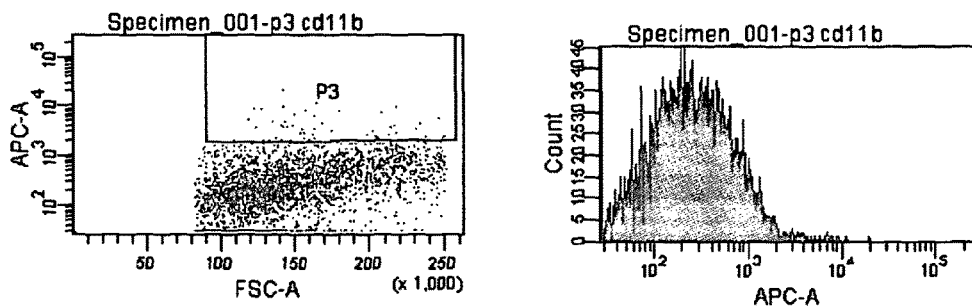 Specimen_001-p3 cd11b
APC-A
10^5
10^4
10^3
10^2
P3
50 100 150 200 250
FSC-A (x 1,000)
Specimen_001-p3 cd11b
Count
0 5 10 15 20 25 30 35 40 45
10^2 10^3 10^4 10^5
APC-A